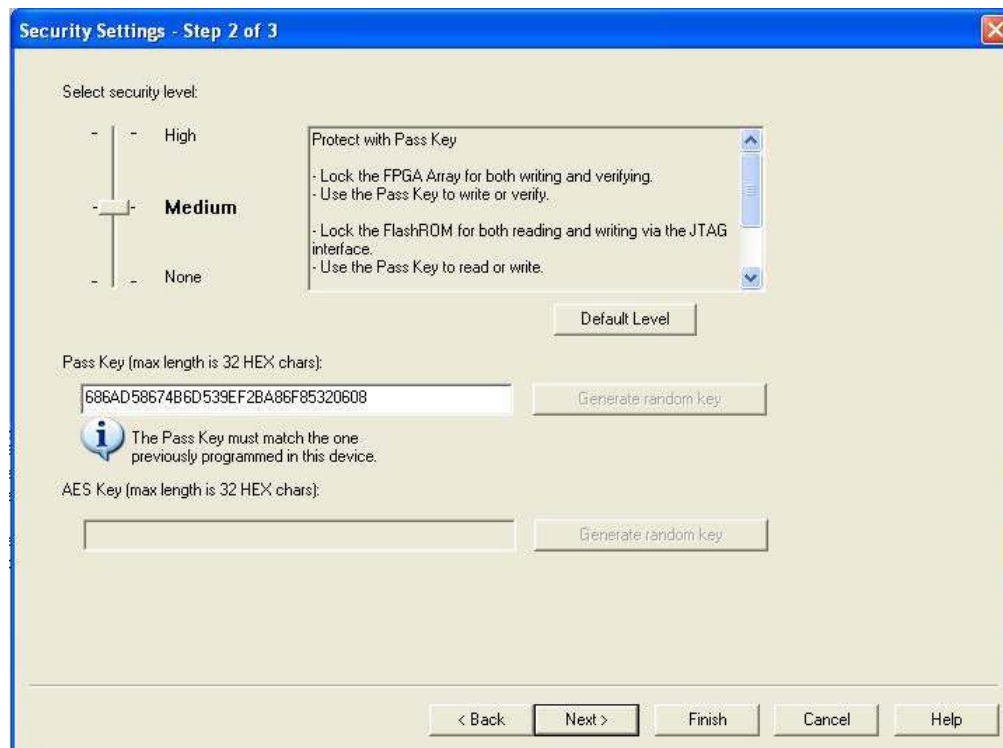 Security Settings - Step 2 of 3
Select security level:
High
Medium
None
Protect with Pass Key
- Lock the FPGA Array for both writing and verifying.
- Use the Pass Key to write or verify.
- Lock the FlashROM for both reading and writing via the JTAG
interface.
- Use the Pass Key to read or write.
Default Level
Pass Key (max length is 32 HEX chars):
686AD58674B6D539EF2BA86F85320608
Generate random key
The Pass Key must match the one
previously programmed in this device.
AES Key (max length is 32 HEX chars):
Generate random key
< Back
Next >
Finish
Cancel
Help